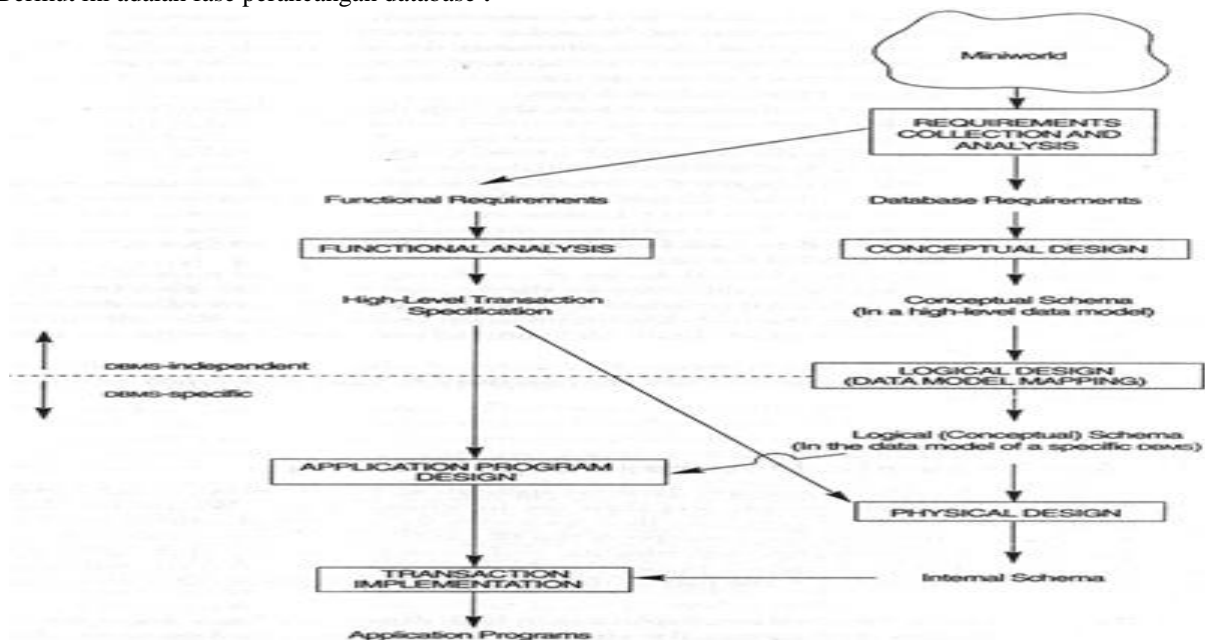 Berikut ini adalah fase perancangan database :
Miniworld
REQUIREMENTS
COLLECTION AND
ANALYSIS
Functional Requirements
Database Requirements
FUNCTIONAL ANALYSIS
CONCEPTUAL DESIGN
High-Level Transaction
Specification
Conceptual Schema
(In a high-level data model)
DBMS-independent
LOGICAL DESIGN
(DATA MODEL MAPPING)
DBMS-specific
Logical (Conceptual) Schema
(In the data model of a specific DBMS)
APPLICATION PROGRAM
DESIGN
PHYSICAL DESIGN
TRANSACTION
IMPLEMENTATION
Internal Schema
Application Programs